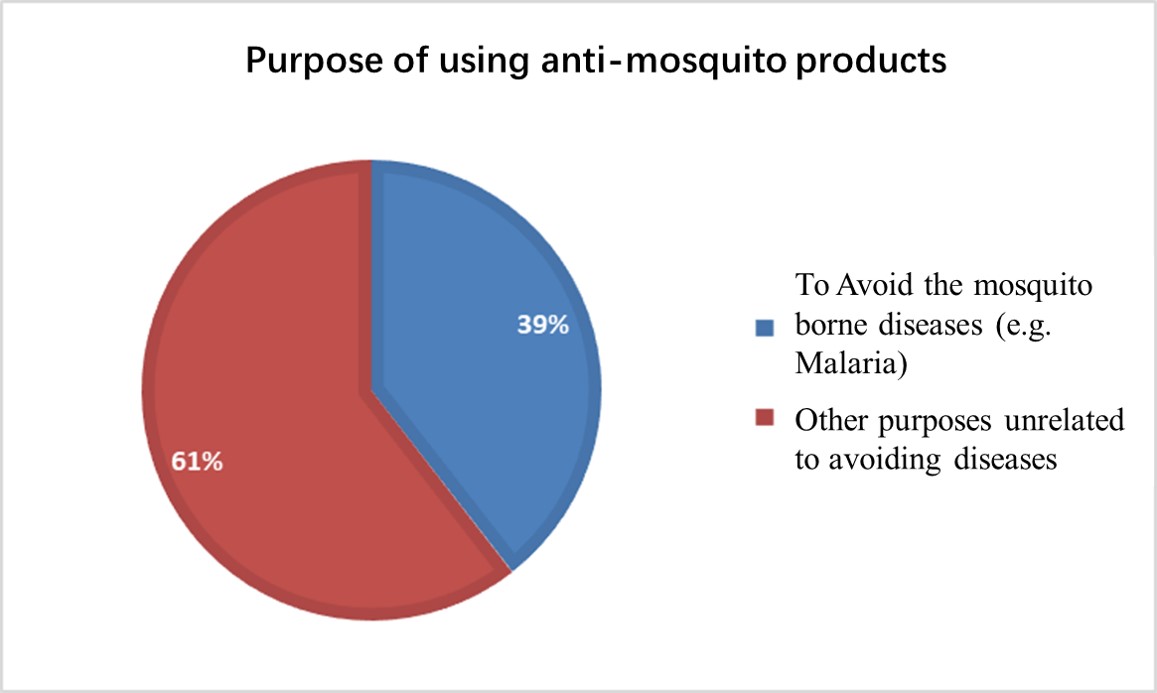 Purpose of using anti-mosquito products
39%
61%
To Avoid the mosquito
borne diseases (e.g.
Malaria)
Other purposes unrelated
to avoiding diseases